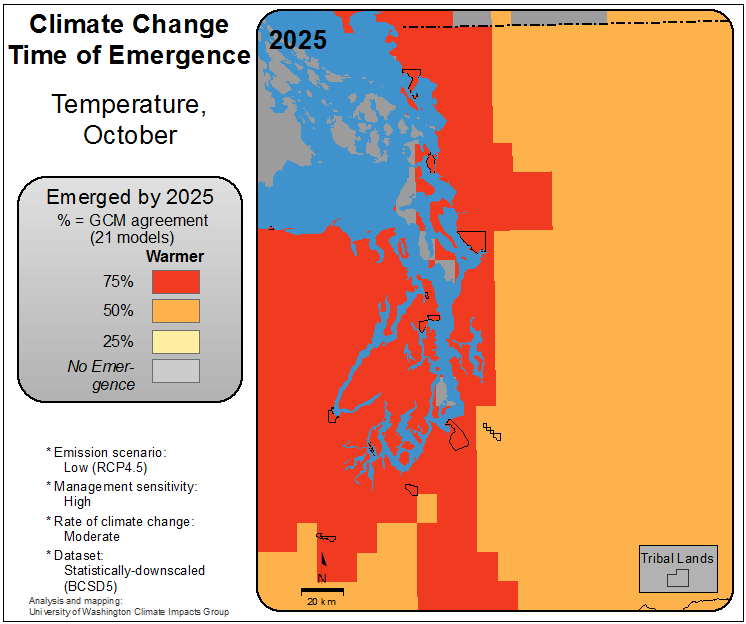 Climate Change
Time of Emergence
Temperature,
October
Emerged by 2025
% = GCM agreement
(21 models)
Warmer
75%
50%
25%
No Emer-
gence
* Emission scenario:
Low (RCP4.5)
* Management sensitivity:
High
* Rate of climate change:
Moderate
* Dataset:
Statistically-downscaled
(BCSD5)
Analysis and mapping:
University of Washington Climate Impacts Group
2025
N
20 km
Tribal Lands